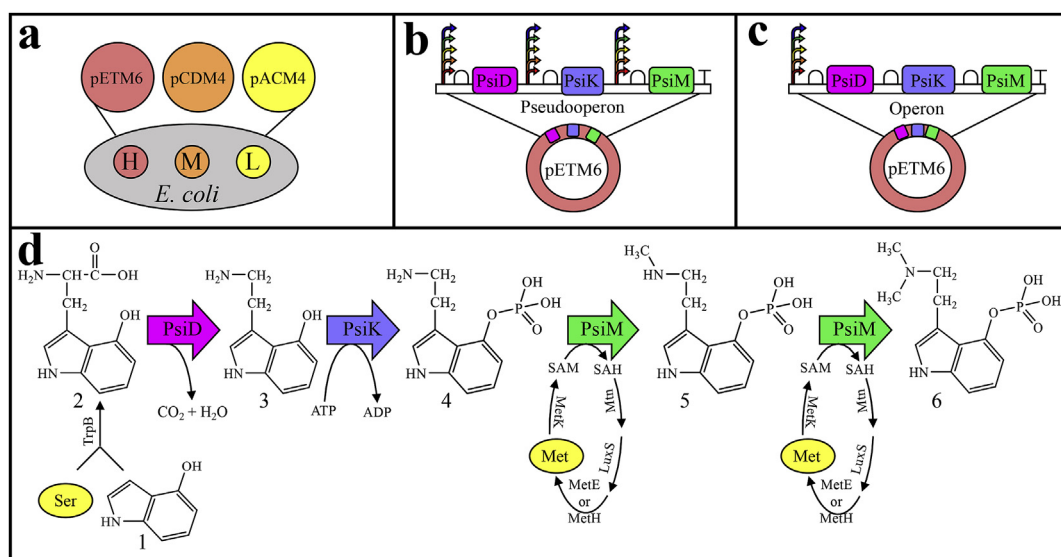 a
pETM6 pCDM4 pACM4
H M L
E. coli
b
PsiD PsiK PsiM
Pseudooperon
pETM6
c
PsiD PsiK PsiM
Operon
pETM6
d
H₂N CH C O OH
CH₂
OH
HN
2
TrpB
Ser
OH
HN
1
PsiD
CO₂ + H₂O
H₂N CH₂
CH₂
OH
HN
3
PsiK
ATP ADP
H₂N CH₂
CH₂
OH
O P OH
O
HN
4
PsiM
SAM SAH
MetK Mtn
Met LuxS
MetE
or
MetH
H₃C
HN CH₂
CH₂
OH
O P OH
O
HN
5
PsiM
SAM SAH
MetK Mtn
Met LuxS
MetE
or
MetH
H₃C
N CH₂
H₃C CH₂
OH
O P OH
O
HN
6